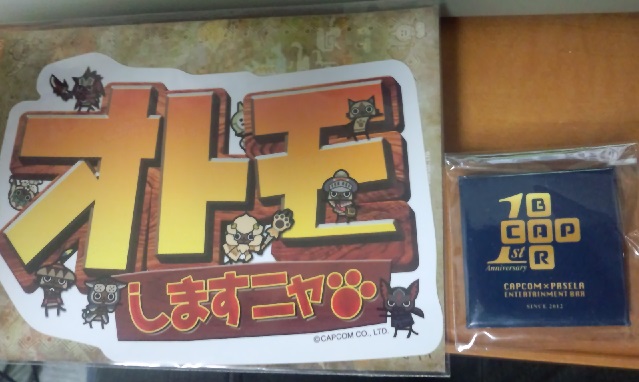 オトモ
しますニャ
©CAPCOM CO., LTD.
1st
Anniversary
B
CAP
R
CAPCOM×PASELA
ENTERTAINMENT BAR
SINCE 2012